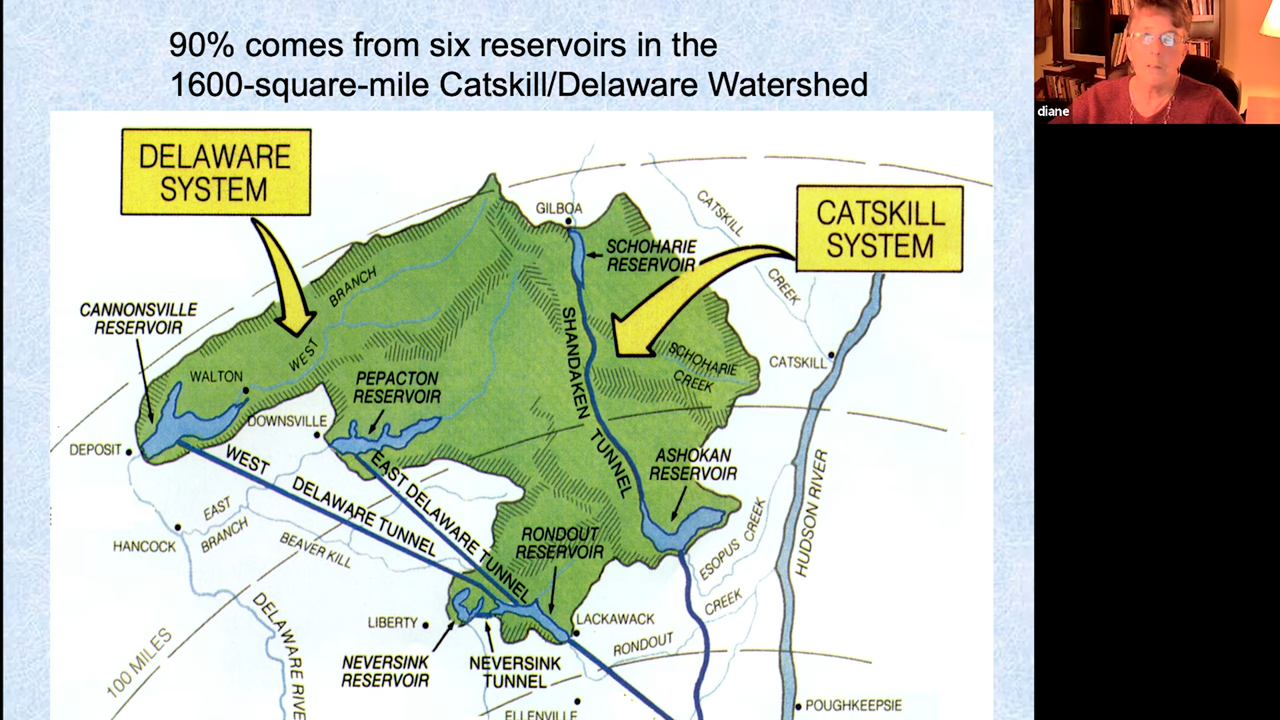 90% comes from six reservoirs in the
1600-square-mile Catskill/Delaware Watershed
diane
DELAWARE
SYSTEM
CATSKILL
SYSTEM
GILBOA
CATSKILL
CREEK
SCHOHARIE
RESERVOIR
CANNONSVILLE
RESERVOIR
WEST
BRANCH
SHANDAKEN
TUNNEL
SCHOHARIE
CREEK
CATSKILL
WALTON
PEPACTON
RESERVOIR
DOWNSVILLE
DEPOSIT
WEST
DELAWARE TUNNEL
EAST DELAWARE TUNNEL
ASHOKAN
RESERVOIR
HUDSON RIVER
EAST
BRANCH
HANCOCK
BEAVER KILL
RONDOUT
RESERVOIR
ESOPUS CREEK
CREEK
RONDOUT
LIBERTY
LACKAWACK
NEVERSINK
RESERVOIR
NEVERSINK
TUNNEL
100 MILES
DELAWARE RIVE
ELLENVILLE
POUGHKEEPSIE